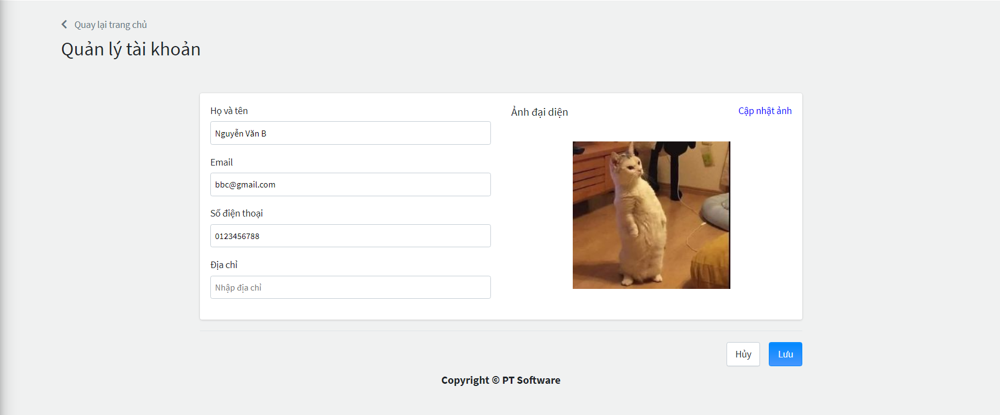 Quay lại trang chủ
Quản lý tài khoản
Họ và tên
Nguyễn Văn B
Email
bbc@gmail.com
Số điện thoại
0123456788
Địa chỉ
Nhập địa chỉ
Ảnh đại diện
Cập nhật ảnh
Hủy
Lưu
Copyright © PT Software